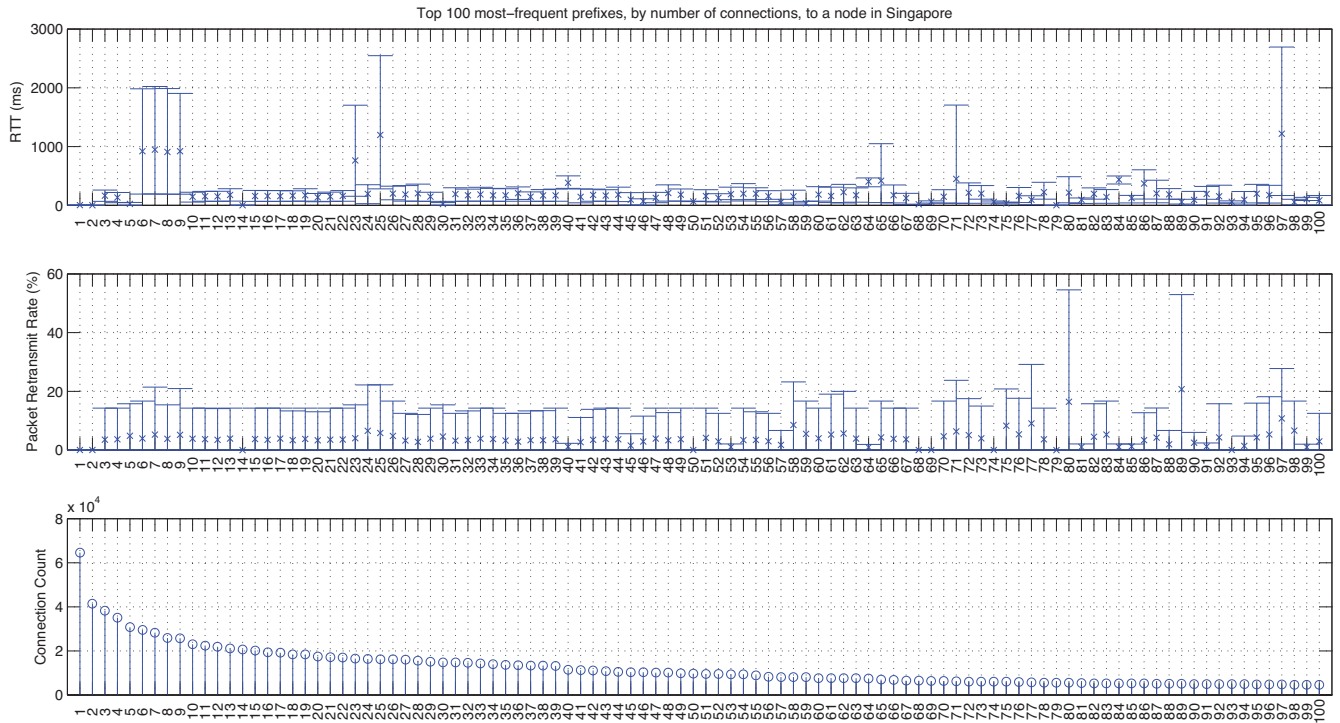 Top 100 most–frequent prefixes, by number of connections, to a node in Singapore
3000
2000
1000
0
RTT (ms)
1 2 3 4 5 6 7 8 9 10 11 12 13 14 15 16 17 18 19 20 21 22 23 24 25 26 27 28 29 30 31 32 33 34 35 36 37 38 39 40 41 42 43 44 45 46 47 48 49 50 51 52 53 54 55 56 57 58 59 60 61 62 63 64 65 66 67 68 69 70 71 72 73 74 75 76 77 78 79 80 81 82 83 84 85 86 87 88 89 90 91 92 93 94 95 96 97 98 99 100
60
40
20
0
Packet Retransmit Rate (%)
1 2 3 4 5 6 7 8 9 10 11 12 13 14 15 16 17 18 19 20 21 22 23 24 25 26 27 28 29 30 31 32 33 34 35 36 37 38 39 40 41 42 43 44 45 46 47 48 49 50 51 52 53 54 55 56 57 58 59 60 61 62 63 64 65 66 67 68 69 70 71 72 73 74 75 76 77 78 79 80 81 82 83 84 85 86 87 88 89 90 91 92 93 94 95 96 97 98 99 100
x 10^4
8
6
4
2
0
Connection Count
1 2 3 4 5 6 7 8 9 10 11 12 13 14 15 16 17 18 19 20 21 22 23 24 25 26 27 28 29 30 31 32 33 34 35 36 37 38 39 40 41 42 43 44 45 46 47 48 49 50 51 52 53 54 55 56 57 58 59 60 61 62 63 64 65 66 67 68 69 70 71 72 73 74 75 76 77 78 79 80 81 82 83 84 85 86 87 88 89 90 91 92 93 94 95 96 97 98 99 100